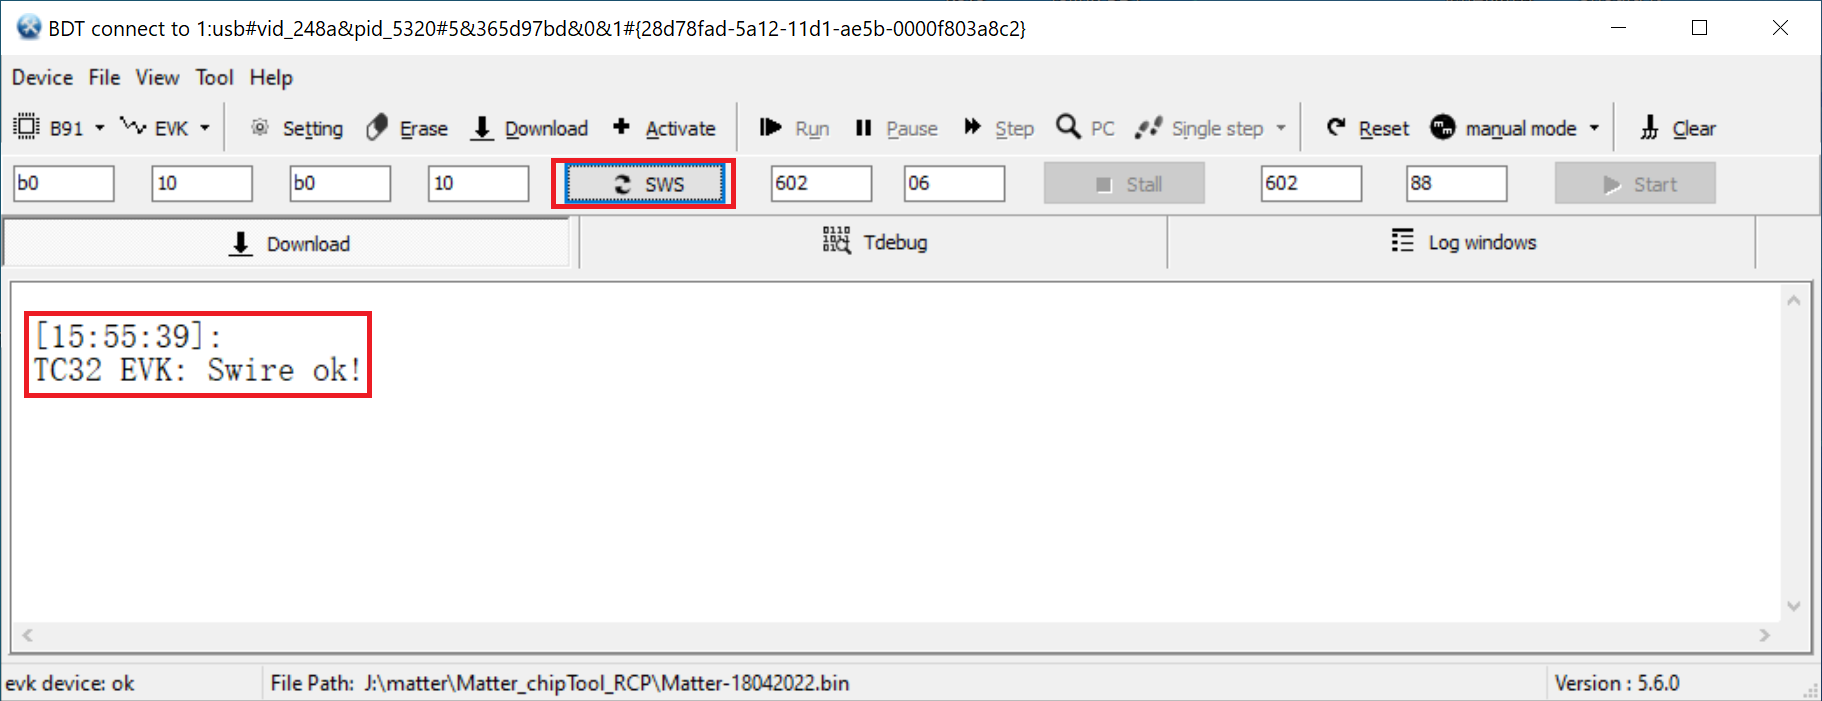 BDT connect to 1:usb#vid_248a&pid_5320#5&365d97bd&0&1#{28d78fad-5a12-11d1-ae5b-0000f803a8c2}
Device File View Tool Help
B91 EVK Setting Erase Download Activate Run Pause Step PC Single step Reset manual mode Clear
b0 10 b0 10 SWS 602 06 Stall 602 88 Start
Download Tdebug Log windows
[15:55:39]:
TC32 EVK: Swire ok!
evk device: ok File Path: J:\matter\Matter_chipTool_RCP\Matter-18042022.bin Version : 5.6.0